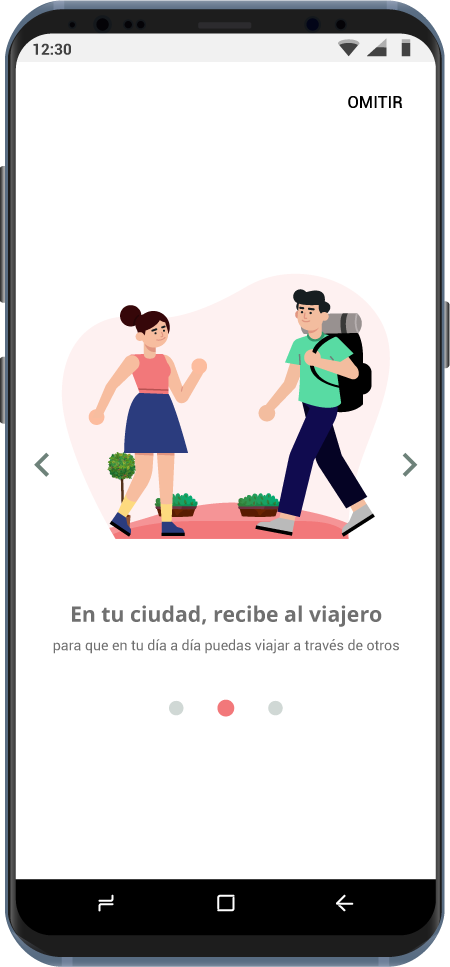 12:30
OMITIR
En tu ciudad, recibe al viajero
para que en tu día a día puedas viajar a través de otros